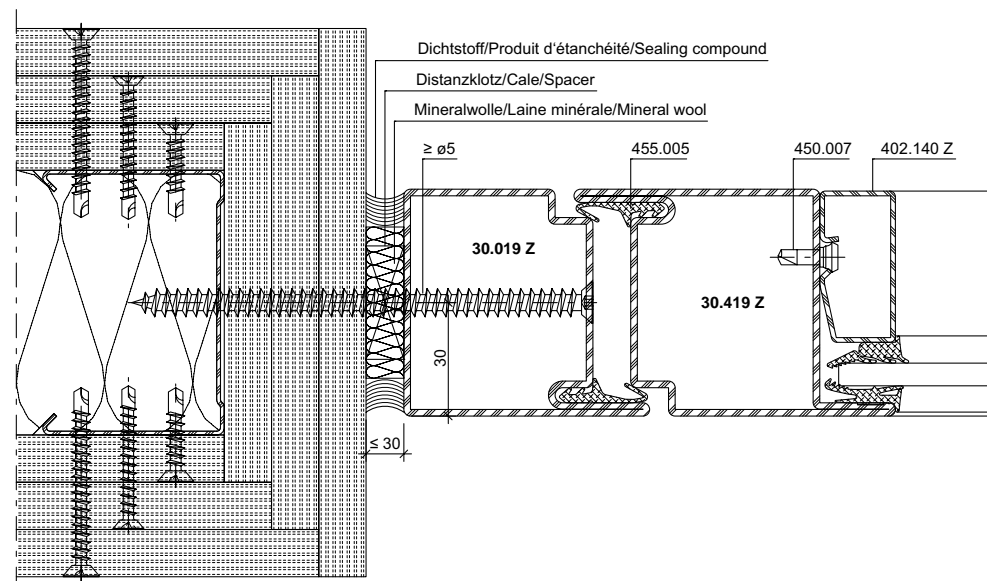 Dichtstoff/Produit d‘étanchéité/Sealing compound
Distanzklotz/Cale/Spacer
Mineralwolle/Laine minérale/Mineral wool
≥ ø5
455.005
450.007
402.140 Z
30.019 Z
30.419 Z
30
≤ 30